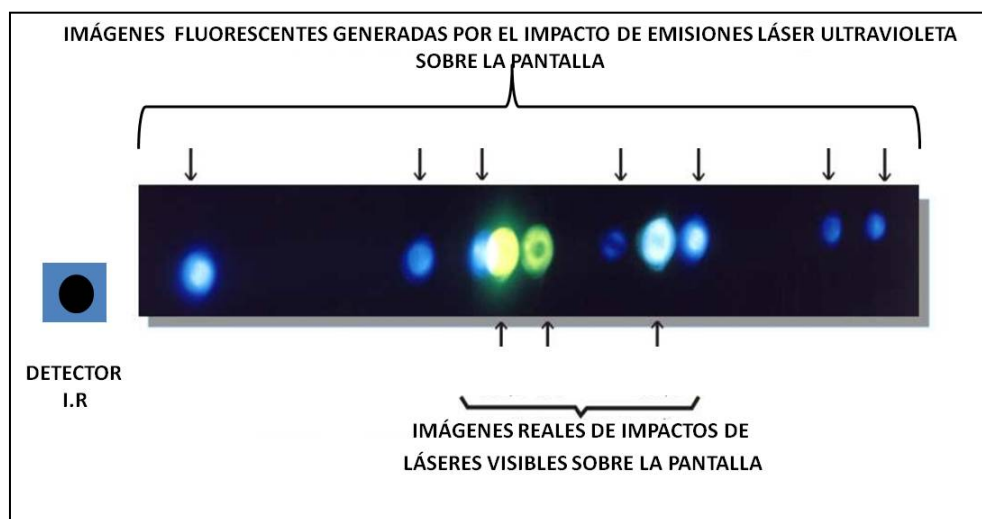 IMÁGENES FLUORESCENTES GENERADAS POR EL IMPACTO DE EMISIONES LÁSER ULTRAVIOLETA
SOBRE LA PANTALLA
DETECTOR
I.R
IMÁGENES REALES DE IMPACTOS DE
LÁSERES VISIBLES SOBRE LA PANTALLA